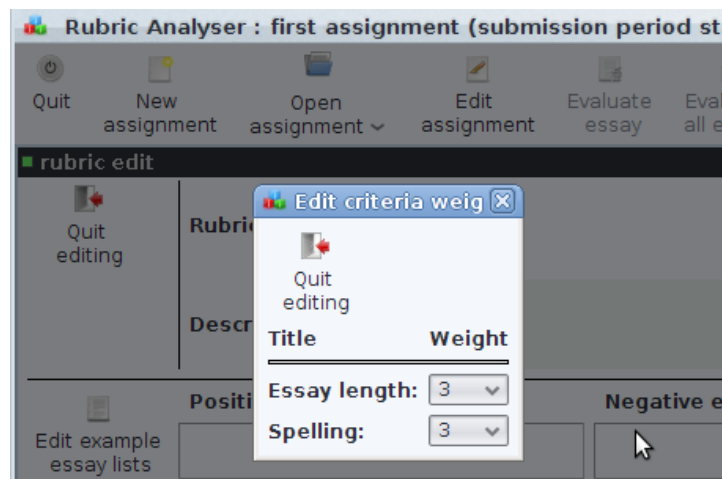 Rubric Analyser : first assignment (submission period st
Quit
New
assignment
Open
assignment
Edit
assignment
Evaluate
essay
Eval
all e
rubric edit
Quit
editing
Rubric
Edit criteria weig
Quit
editing
Descr
Title Weight
Essay length: 3
Spelling: 3
Positi
Negative e
Edit example
essay lists